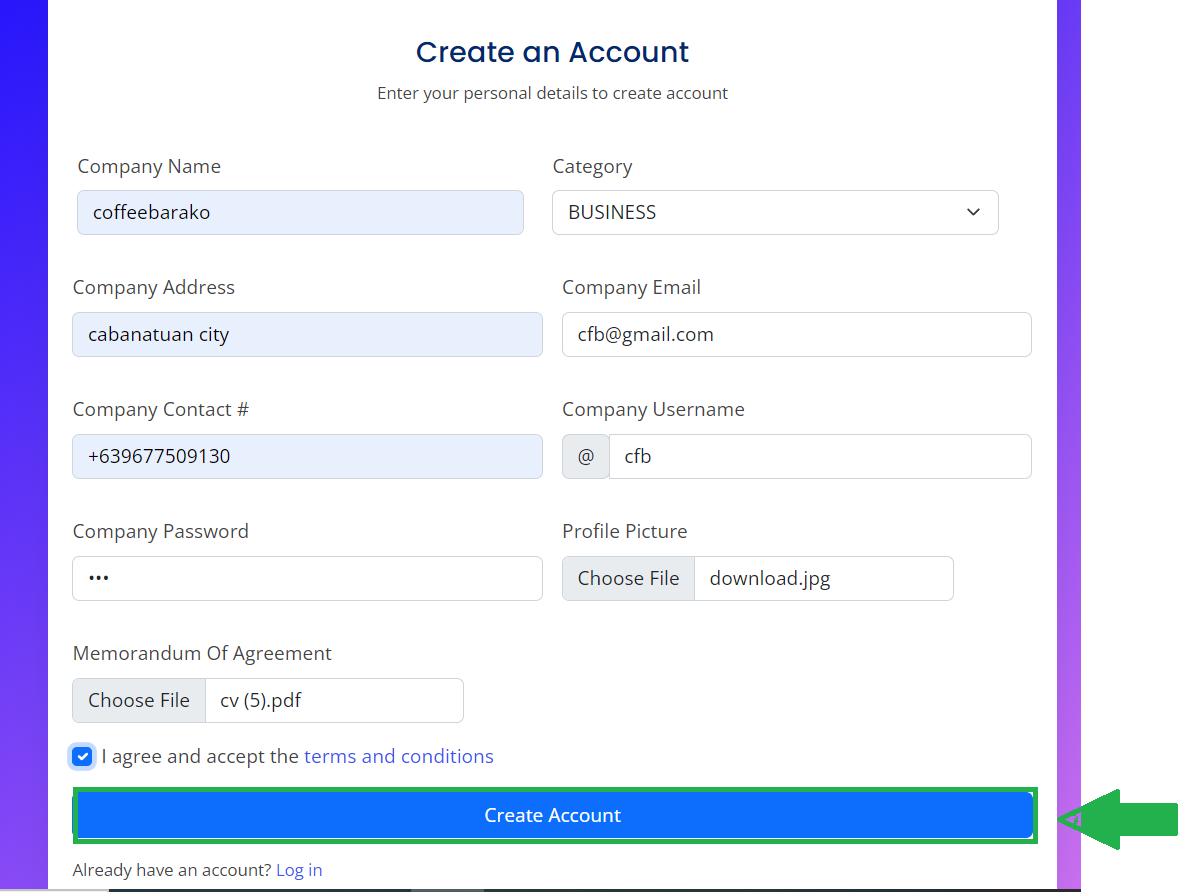 Create an Account
Enter your personal details to create account
Company Name
Category
coffeebarako
BUSINESS
Company Address
Company Email
cabanatuan city
cfb@gmail.com
Company Contact #
Company Username
+639677509130
@ cfb
Company Password
Profile Picture
•••
Choose File download.jpg
Memorandum Of Agreement
Choose File cv (5).pdf
I agree and accept the terms and conditions
Create Account
Already have an account? Log in